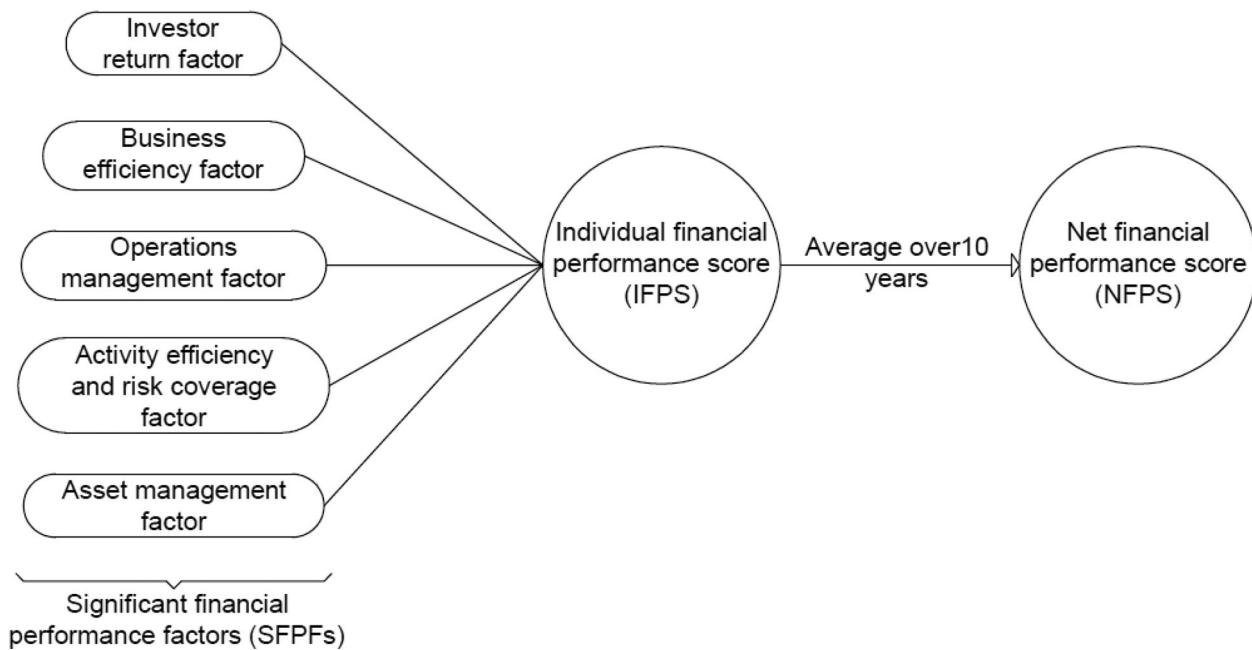 Investor
return factor
Business
efficiency factor
Operations
management factor
Activity efficiency
and risk coverage
factor
Asset management
factor
Significant financial
performance factors (SFPFs)
Individual financial
performance score
(IFPS)
Average over10
years
Net financial
performance score
(NFPS)